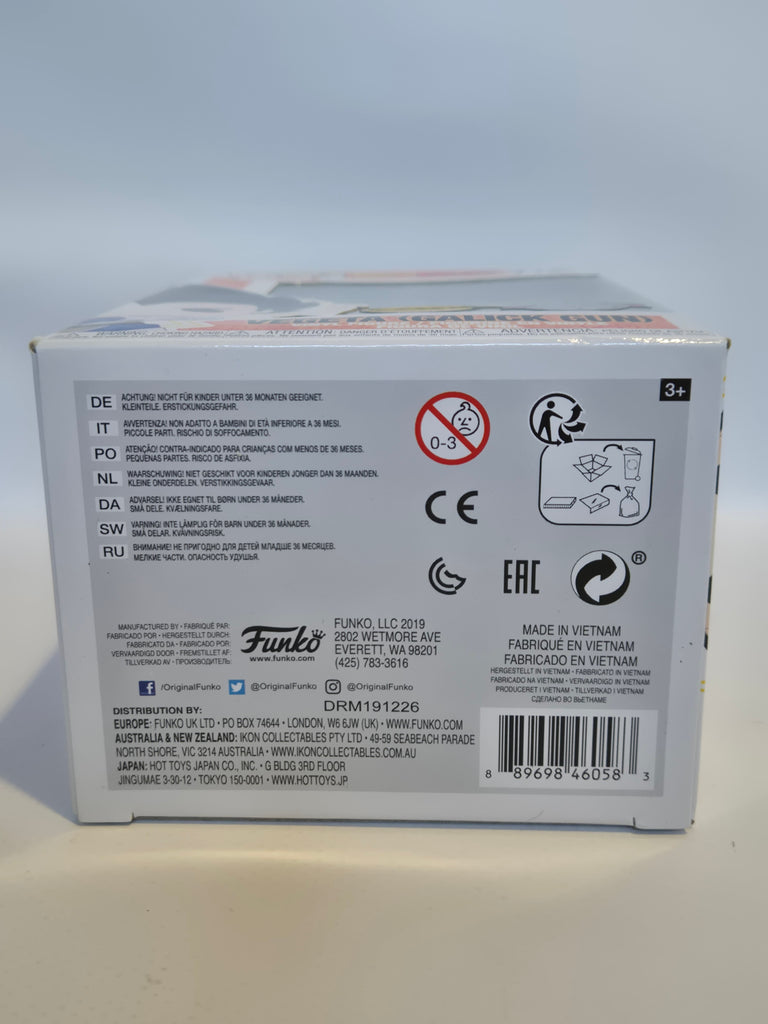 VEGETA (GALICK GUN)
3+
DE ACHTUNG! NICHT FÜR KINDER UNTER 36 MONATEN GEEIGNET.
KLEINTEILE. ERSTICKUNGSGEFAHR.
IT AVVERTENZA! NON ADATTO A BAMBINI DI ETÀ INFERIORE A 36 MESI.
PICCOLE PARTI. RISCHIO DI SOFFOCAMENTO.
PO ATENÇÃO! CONTRA-INDICADO PARA CRIANÇAS COM MENOS DE 36 MESES.
PEQUENAS PARTES. RISCO DE ASFIXIA.
NL WAARSCHUWING! NIET GESCHIKT VOOR KINDEREN JONGER DAN 36 MAANDEN.
KLEINE ONDERDELEN. VERSTIKKINGSGEVAAR.
DA ADVARSEL! IKKE EGNET TIL BØRN UNDER 36 MÅNEDER.
SMÅ DELE. KVÆLNINGSFARE.
SW VARNING! INTE LÄMPLIG FÖR BARN UNDER 36 MÅNADER.
SMÅ DELAR. KVÄVNINGSRISK.
RU ВНИМАНИЕ! НЕ ПРИГОДНО ДЛЯ ДЕТЕЙ МЛАДШЕ 36 МЕСЯЦЕВ.
МЕЛКИЕ ЧАСТИ. ОПАСНОСТЬ УДУШЬЯ.
0-3
CE
EAC
®
MANUFACTURED BY • FABRIQUÉ PAR:
FABRICADO POR • HERGESTELLT DURCH:
FABBRICATO DA • FABRICADO POR:
VERVAARDIGD DOOR • FREMSTILLET AF:
TILLVERKAD AV • ПРОИЗВОДИТЕЛЬ:
Funko
www.funko.com
FUNKO, LLC 2019
2802 WETMORE AVE
EVERETT, WA 98201
(425) 783-3616
/OriginalFunko @OriginalFunko @OriginalFunko
DRM191226
DISTRIBUTION BY:
EUROPE: FUNKO UK LTD • PO BOX 74644 • LONDON, W6 6JW (UK) • WWW.FUNKO.COM
AUSTRALIA & NEW ZEALAND: IKON COLLECTABLES PTY LTD • 49-59 SEABEACH PARADE
NORTH SHORE, VIC 3214 AUSTRALIA • WWW.IKONCOLLECTABLES.COM.AU
JAPAN: HOT TOYS JAPAN CO., INC. • G BLDG 3RD FLOOR
JINGUMAE 3-30-12 • TOKYO 150-0001 • WWW.HOTTOYS.JP
MADE IN VIETNAM
FABRIQUÉ EN VIETNAM
FABRICADO EN VIETNAM
HERGESTELLT IN VIETNAM • FABBRICATO IN VIETNAM
FABRICADO NA VIETNAM • VERVAARDIGD IN VIETNAM
PRODUCERET I VIETNAM • TILLVERKAD I VIETNAM
СДЕЛАНО ВО ВЬЕТНАМЕ
8 89698 46058 3